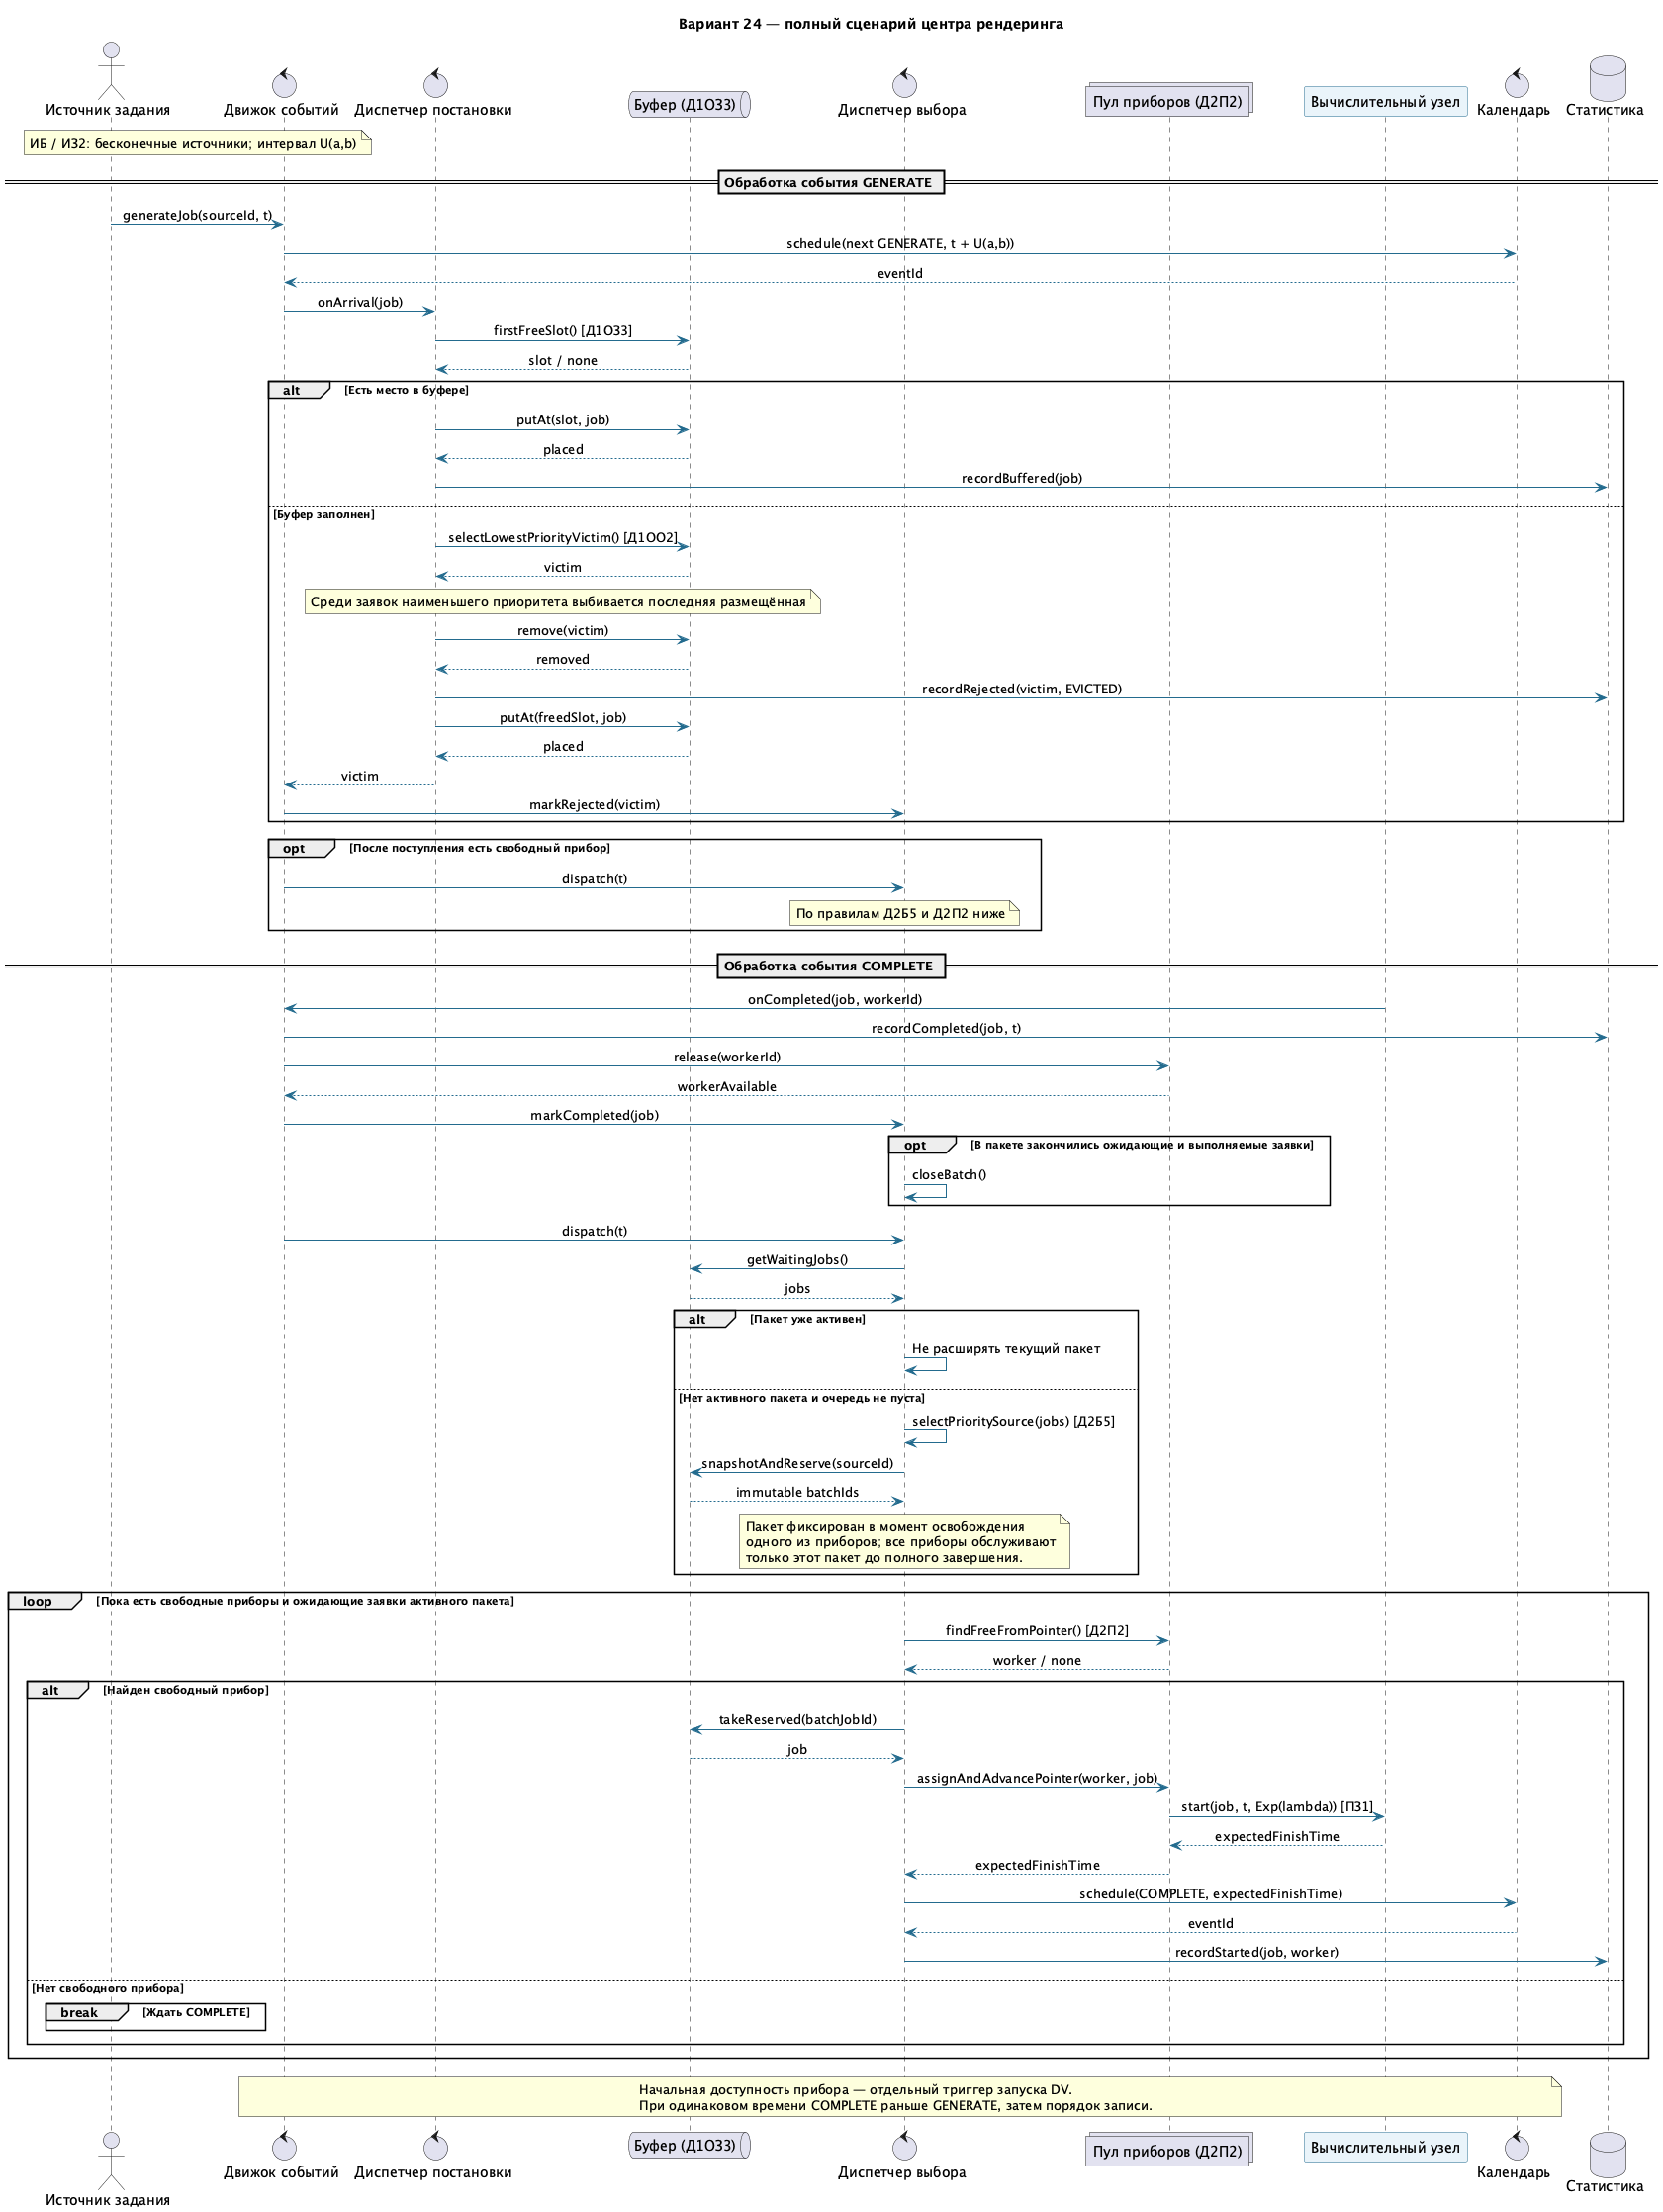 Вариант 24 — полный сценарий центра рендеринга
Источник задания
Движок событий
Диспетчер постановки
Буфер (Д1ОЗ3)
Диспетчер выбора
Пул приборов (Д2П2)
Вычислительный узел
Календарь
Статистика
ИБ / ИЗ2: бесконечные источники; интервал U(a,b)
Обработка события GENERATE
generateJob(sourceId, t)
schedule(next GENERATE, t + U(a,b))
eventId
onArrival(job)
firstFreeSlot() [Д1ОЗ3]
slot / none
alt [Есть место в буфере]
putAt(slot, job)
placed
recordBuffered(job)
[Буфер заполнен]
selectLowestPriorityVictim() [Д1ОО2]
victim
Среди заявок наименьшего приоритета выбивается последняя размещённая
remove(victim)
removed
recordRejected(victim, EVICTED)
putAt(freedSlot, job)
placed
victim
markRejected(victim)
opt [После поступления есть свободный прибор]
dispatch(t)
По правилам Д2Б5 и Д2П2 ниже
Обработка события COMPLETE
onCompleted(job, workerId)
recordCompleted(job, t)
release(workerId)
workerAvailable
markCompleted(job)
opt [В пакете закончились ожидающие и выполняемые заявки]
closeBatch()
dispatch(t)
getWaitingJobs()
jobs
alt [Пакет уже активен]
Не расширять текущий пакет
[Нет активного пакета и очередь не пуста]
selectPrioritySource(jobs) [Д2Б5]
snapshotAndReserve(sourceId)
immutable batchIds
Пакет фиксирован в момент освобождения
одного из приборов; все приборы обслуживают
только этот пакет до полного завершения.
loop [Пока есть свободные приборы и ожидающие заявки активного пакета]
findFreeFromPointer() [Д2П2]
worker / none
alt [Найден свободный прибор]
takeReserved(batchJobId)
job
assignAndAdvancePointer(worker, job)
start(job, t, Exp(lambda)) [ПЗ1]
expectedFinishTime
expectedFinishTime
schedule(COMPLETE, expectedFinishTime)
eventId
recordStarted(job, worker)
[Нет свободного прибора]
break [Ждать COMPLETE]
Начальная доступность прибора — отдельный триггер запуска DV.
При одинаковом времени COMPLETE раньше GENERATE, затем порядок записи.
Источник задания
Движок событий
Диспетчер постановки
Буфер (Д1ОЗ3)
Диспетчер выбора
Пул приборов (Д2П2)
Вычислительный узел
Календарь
Статистика